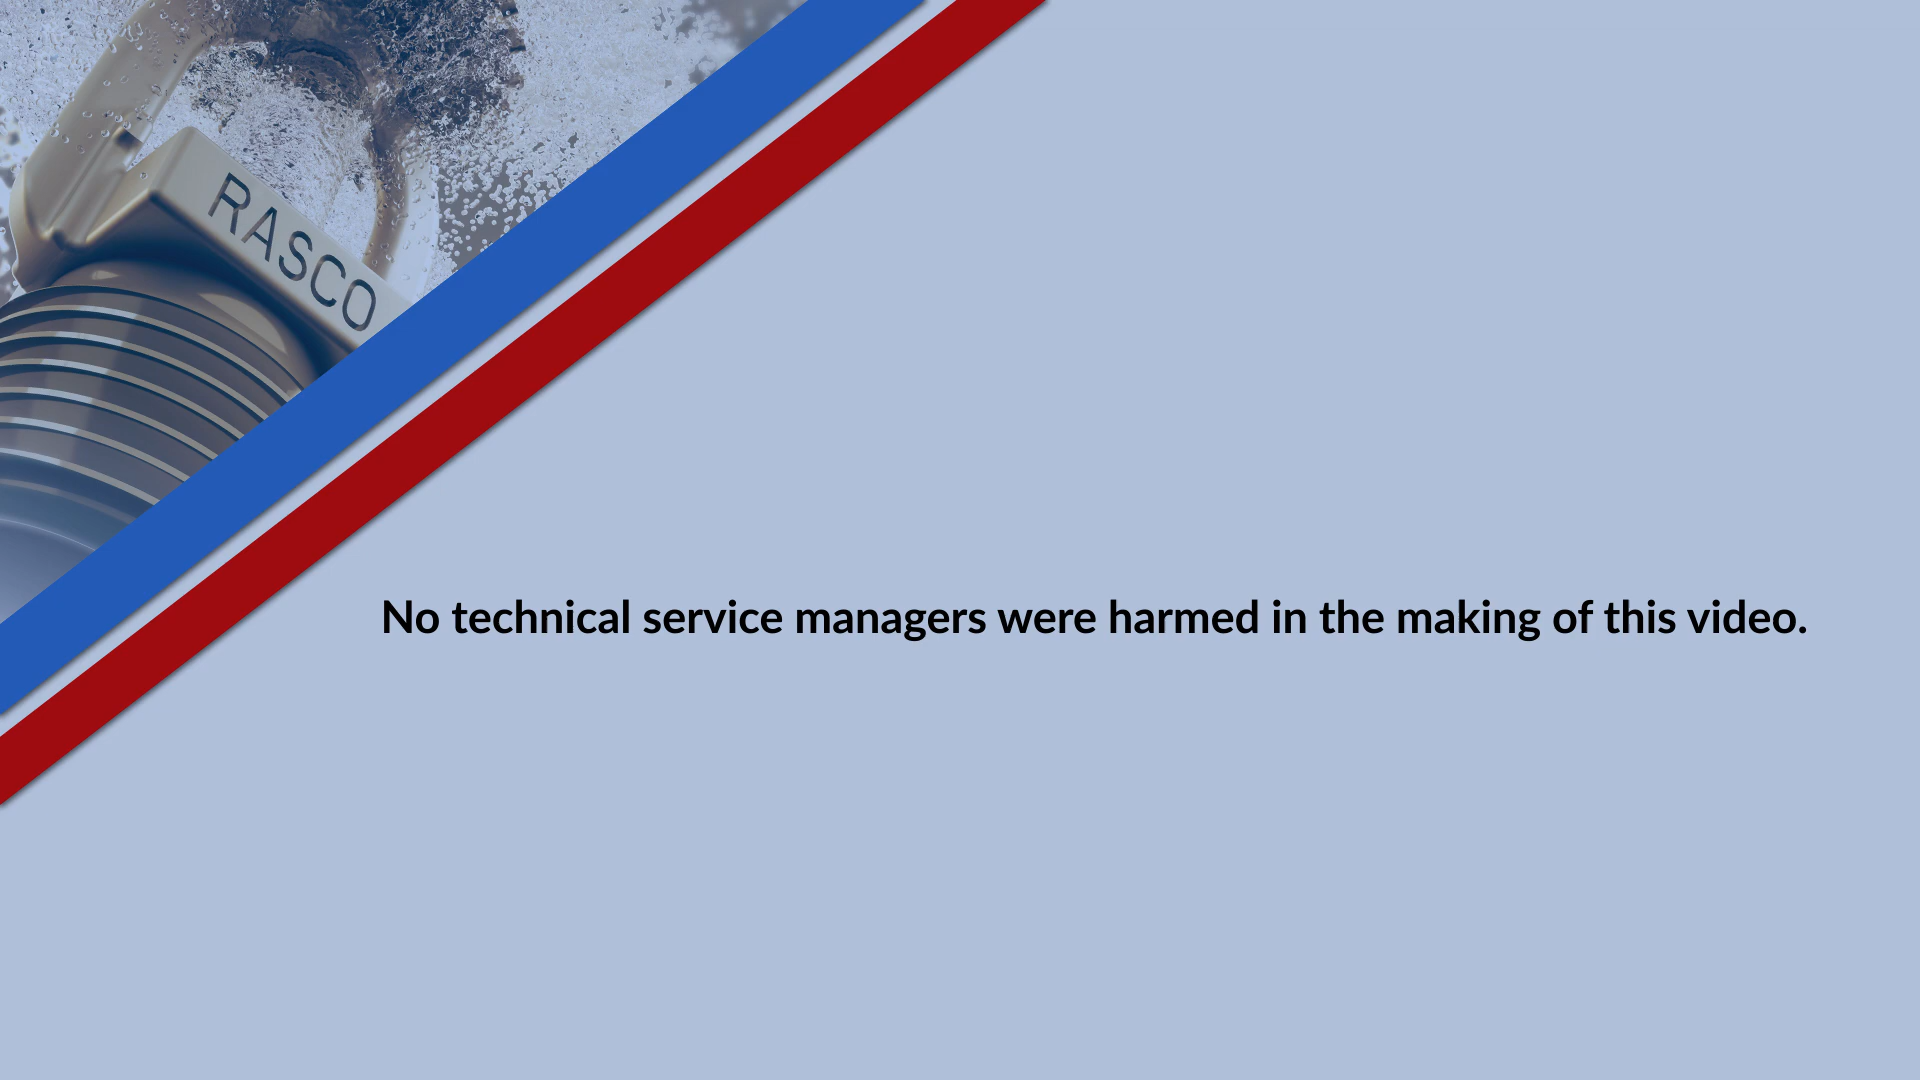 RASCO
No technical service managers were harmed in the making of this video.